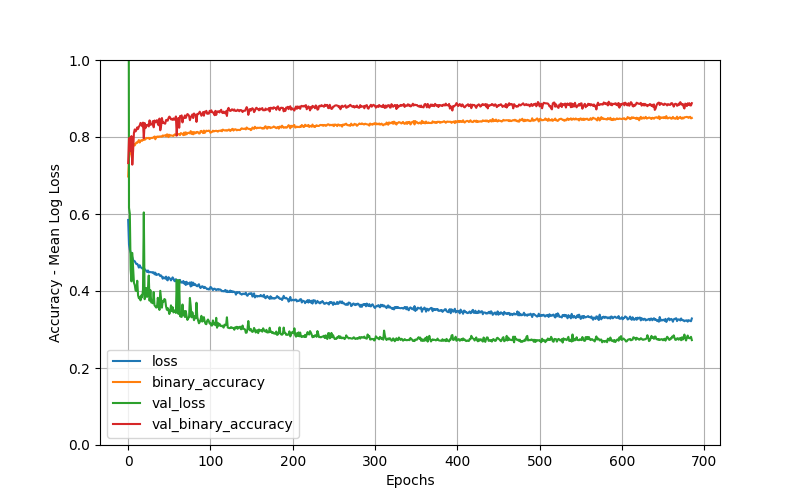 1.0
0.8
0.6
0.4
0.2
0.0
Accuracy - Mean Log Loss
loss
binary_accuracy
val_loss
val_binary_accuracy
0 100 200 300 400 500 600 700
Epochs